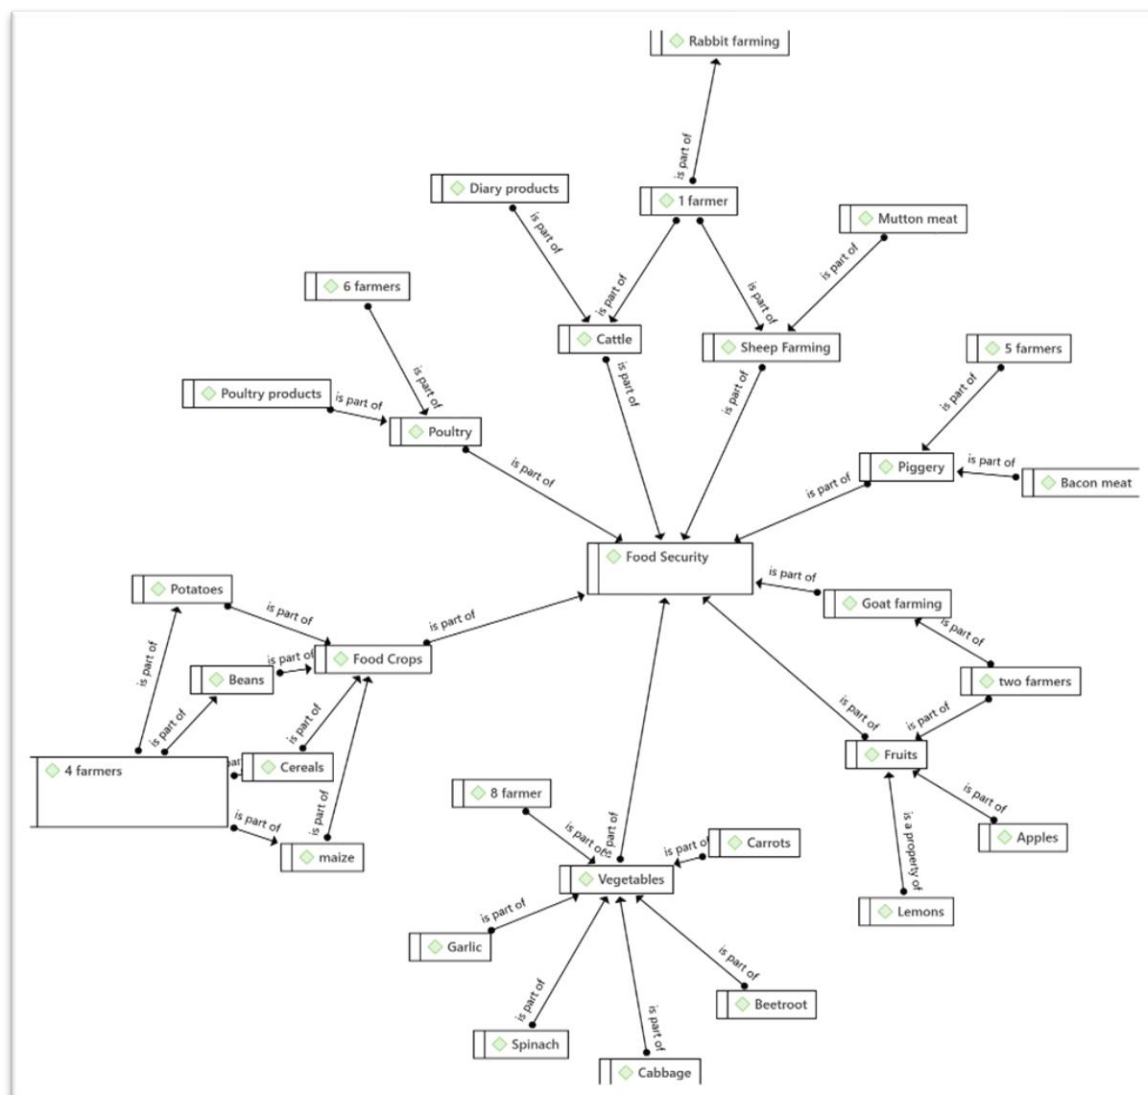 Rabbit farming
is part of
Diary products
1 farmer
Mutton meat
is part of
is part of
6 farmers
is part of
is part of
Cattle
Sheep Farming
5 farmers
Poultry products
is part of
is part of
is part of
is part of
is part of
Poultry
Piggery
is part of
Bacon meat
is part of
is part of
Food Security
Potatoes
is part of
is part of
Goat farming
is part of
is part of
Food Crops
is part of
is part of
Beans
two farmers
is part of
is part of
is part of
is part of
Fruits
4 farmers
Cereals
8 farmer
is part of
is part of
is part of
is part of
is part of
is part of
Carrots
Apples
maize
is a property of
Vegetables
is part of
Lemons
Garlic
is part of
is part of
is part of
Beetroot
Spinach
Cabbage